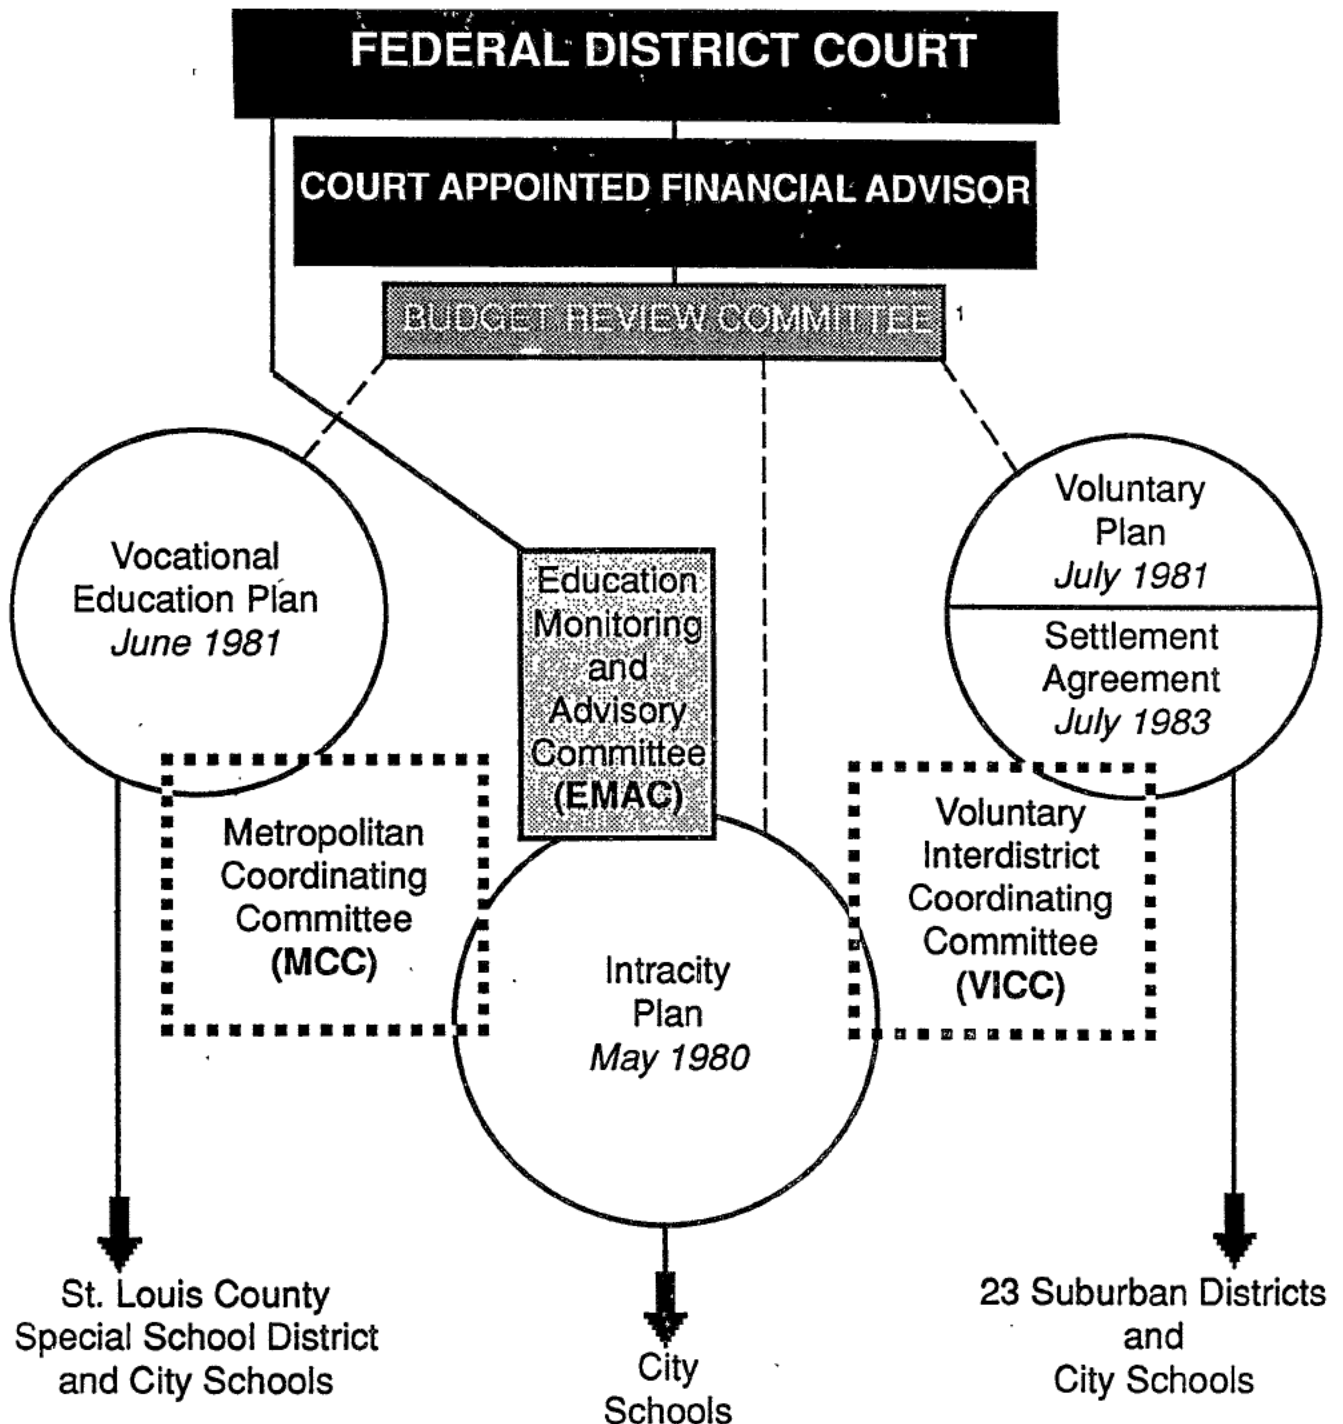 FEDERAL DISTRICT COURT
COURT APPOINTED FINANCIAL ADVISOR
BUDGET REVIEW COMMITTEE 1
Vocational
Education Plan
June 1981
Education
Monitoring
and
Advisory
Committee
(EMAC)
Voluntary
Plan
July 1981
Settlement
Agreement
July 1983
Metropolitan
Coordinating
Committee
(MCC)
Intracity
Plan
May 1980
Voluntary
Interdistrict
Coordinating
Committee
(VICC)
St. Louis County
Special School District
and City Schools
City
Schools
23 Suburban Districts
and
City Schools